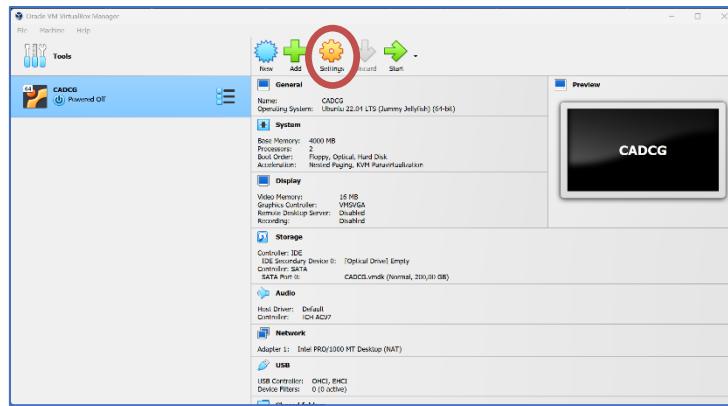 Oracle VM VirtualBox Manager
File Machine Help
Tools
New Add Settings Discard Start
64
CADCG
Powered Off
General
Name: CADCG
Operating System: Ubuntu 22.04 LTS (Jammy Jellyfish) (64-bit)
System
Base Memory: 4000 MB
Processors: 2
Boot Order: Floppy, Optical, Hard Disk
Acceleration: Nested Paging, KVM Paravirtualization
Display
Video Memory: 16 MB
Graphics Controller: VMSVGA
Remote Desktop Server: Disabled
Recording: Disabled
Storage
Controller: IDE
IDE Secondary Device 0: [Optical Drive] Empty
Controller: SATA
SATA Port 0: CADCG.vmdk (Normal, 200,00 GB)
Audio
Host Driver: Default
Controller: ICH AC97
Network
Adapter 1: Intel PRO/1000 MT Desktop (NAT)
USB
USB Controller: OHCI, EHCI
Device Filters: 0 (0 active)
Preview
CADCG